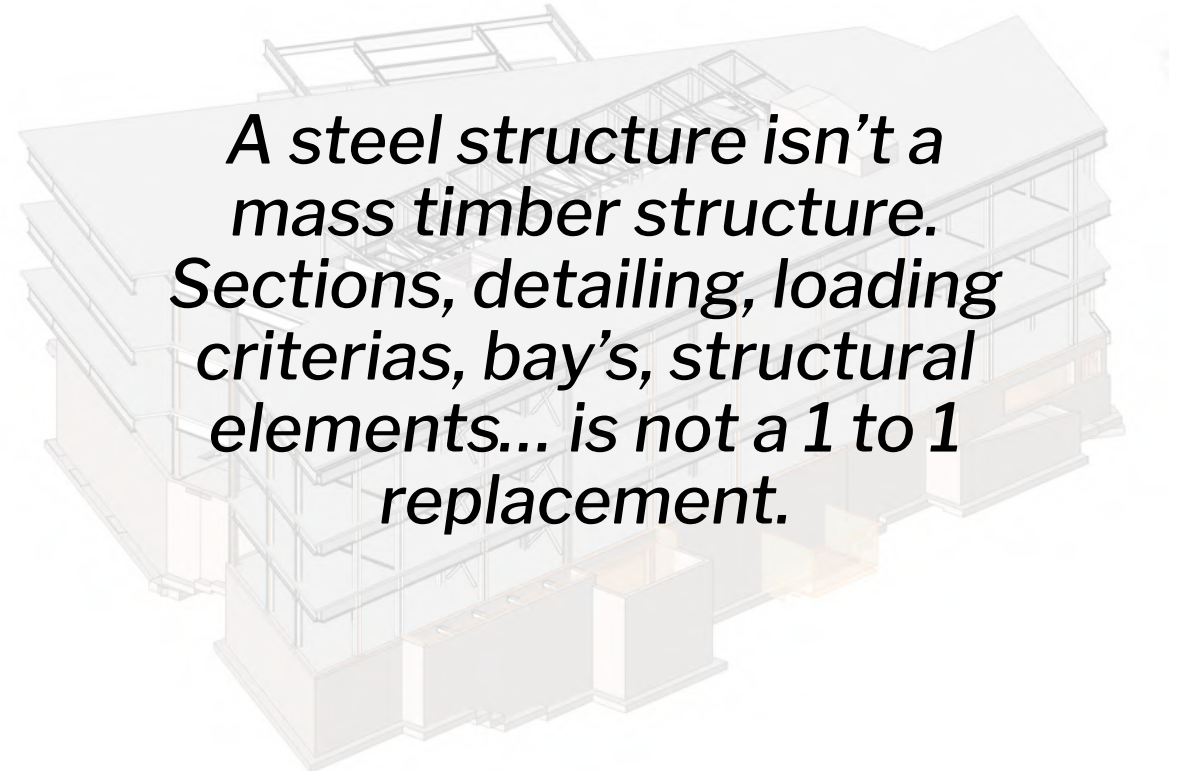 A steel structure isn’t a
mass timber structure.
Sections, detailing, loading
criterias, bay’s, structural
elements… is not a 1 to 1
replacement.